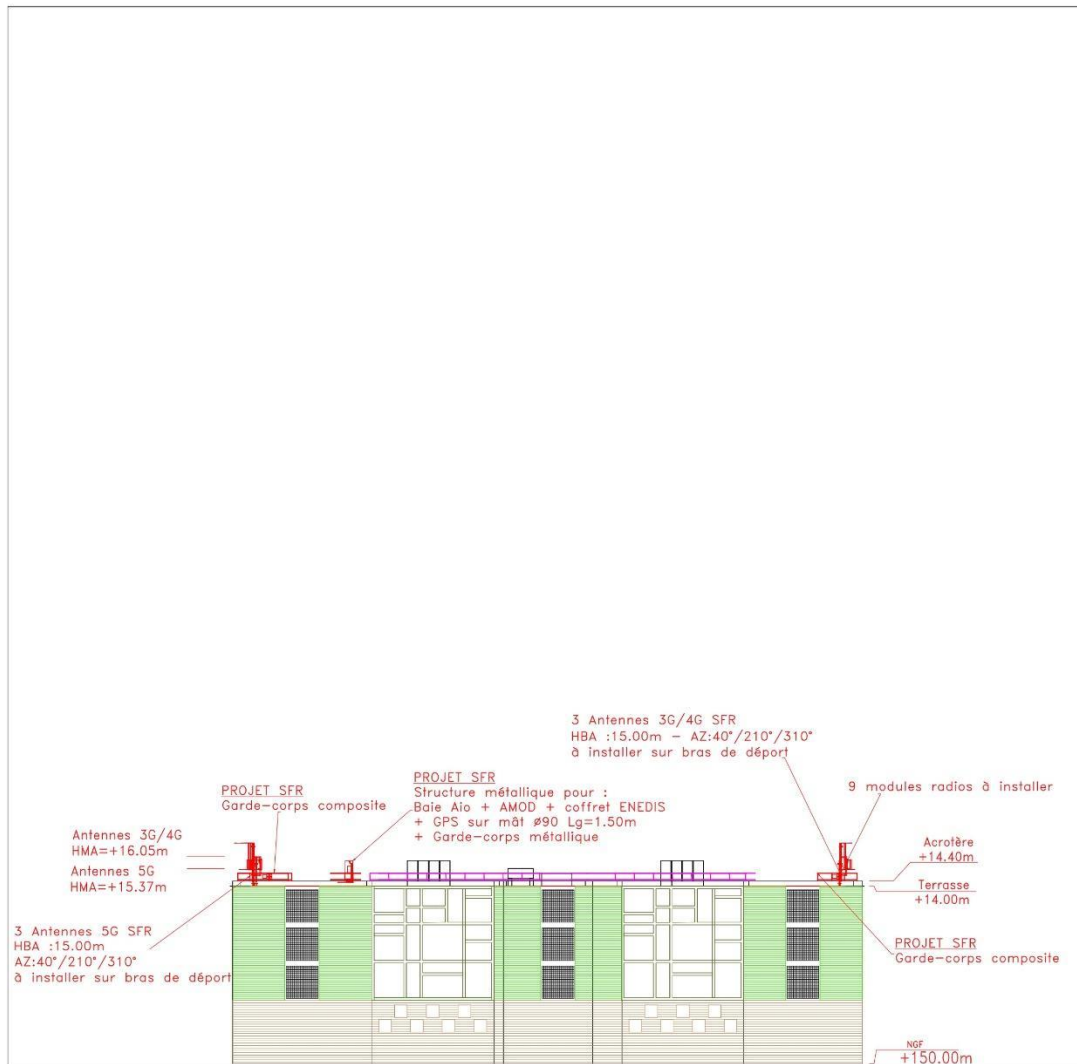 3 Antennes 3G/4G SFR
HBA :15.00m – AZ:40°/210°/310°
à installer sur bras de déport
PROJET SFR
Structure métallique pour :
Baie Aio + AMOD + coffret ENEDIS
+ GPS sur mât ø90 Lg=1.50m
+ Garde-corps métallique
9 modules radios à installer
PROJET SFR
Garde-corps composite
Antennes 3G/4G
HMA=+16.05m
Antennes 5G
HMA=+15.37m
Acrotère
+14.40m
Terrasse
+14.00m
3 Antennes 5G SFR
HBA :15.00m
AZ:40°/210°/310°
à installer sur bras de déport
PROJET SFR
Garde-corps composite
NGF
+150.00m